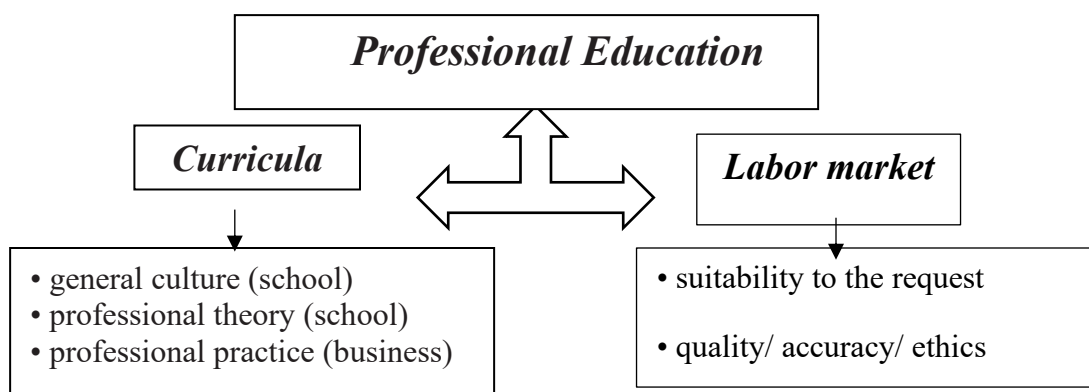 Professional Education
Curricula
Labor market
• general culture (school)
• professional theory (school)
• professional practice (business)
• suitability to the request
• quality/ accuracy/ ethics